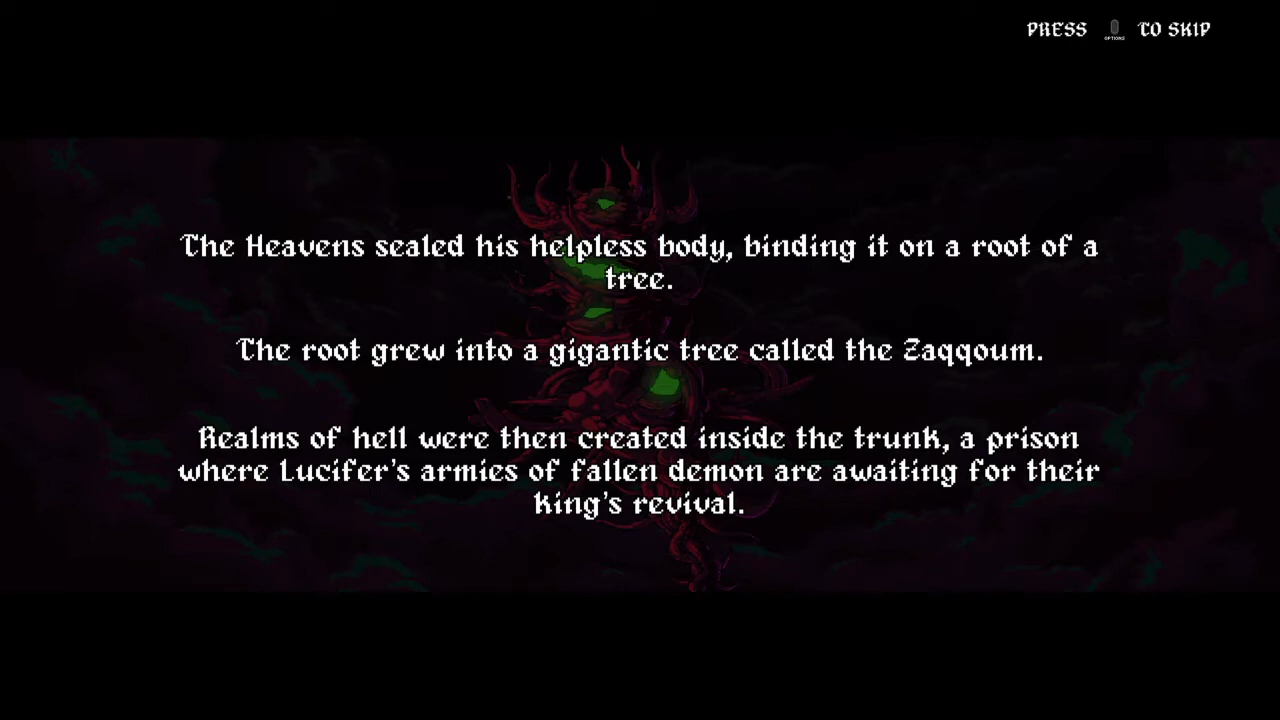 PRESS OPTIONS TO SKIP
The Heavens sealed his helpless body, binding it on a root of a
tree.
The root grew into a gigantic tree called the Zaqqoum.
Realms of hell were then created inside the trunk, a prison
where Lucifer's armies of fallen demon are awaiting for their
king's revival.